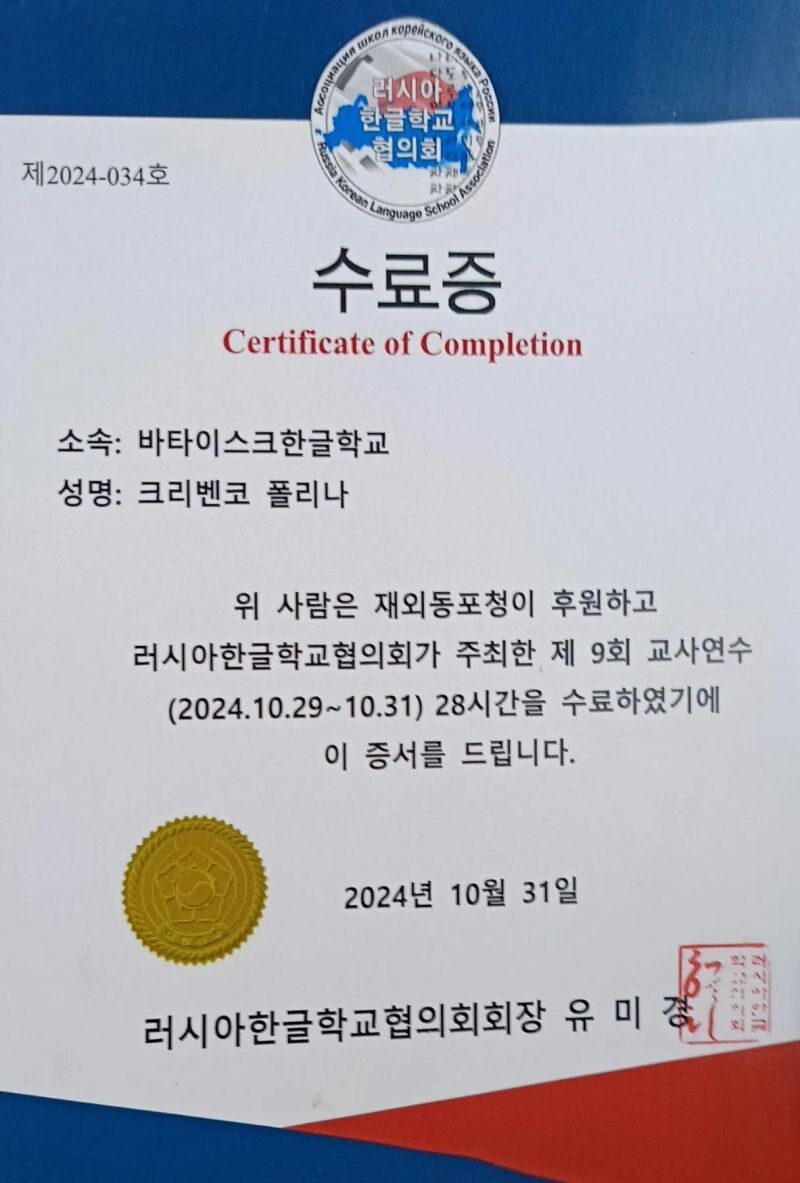 Ассоциация школ корейского языка России
러시아
한글학교
협의회
Russia Korean Language School Association
제2024-034호
수료증
Certificate of Completion
소속: 바타이스크한글학교
성명: 크리벤코 폴리나
위 사람은 재외동포청이 후원하고
러시아한글학교협의회가 주최한 제 9회 교사연수
(2024.10.29~10.31) 28시간을 수료하였기에
이 증서를 드립니다.
2024년 10월 31일
러시아한글학교협의회회장 유 미 경